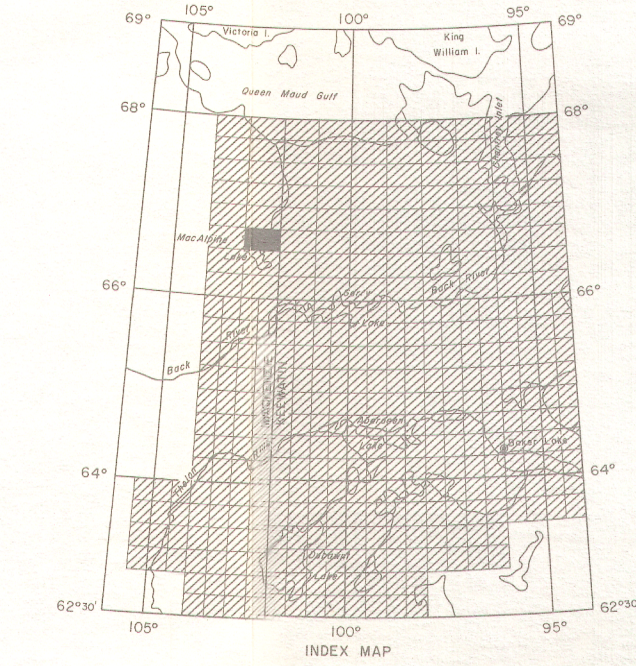 105°
100°
95°
69°
69°
Victoria I.
King
William I.
Queen Maud Gulf
68°
68°
Chantrey Inlet
MacAlpine
Lake
66°
66°
Back River
Garry
Lake
River
Back
MACKENZIE
KEEWATIN
Aberdeen
Lake
Baker Lake
64°
64°
Thelon
River
Dubawnt
Lake
62°30'
62°30'
105°
100°
95°
INDEX MAP